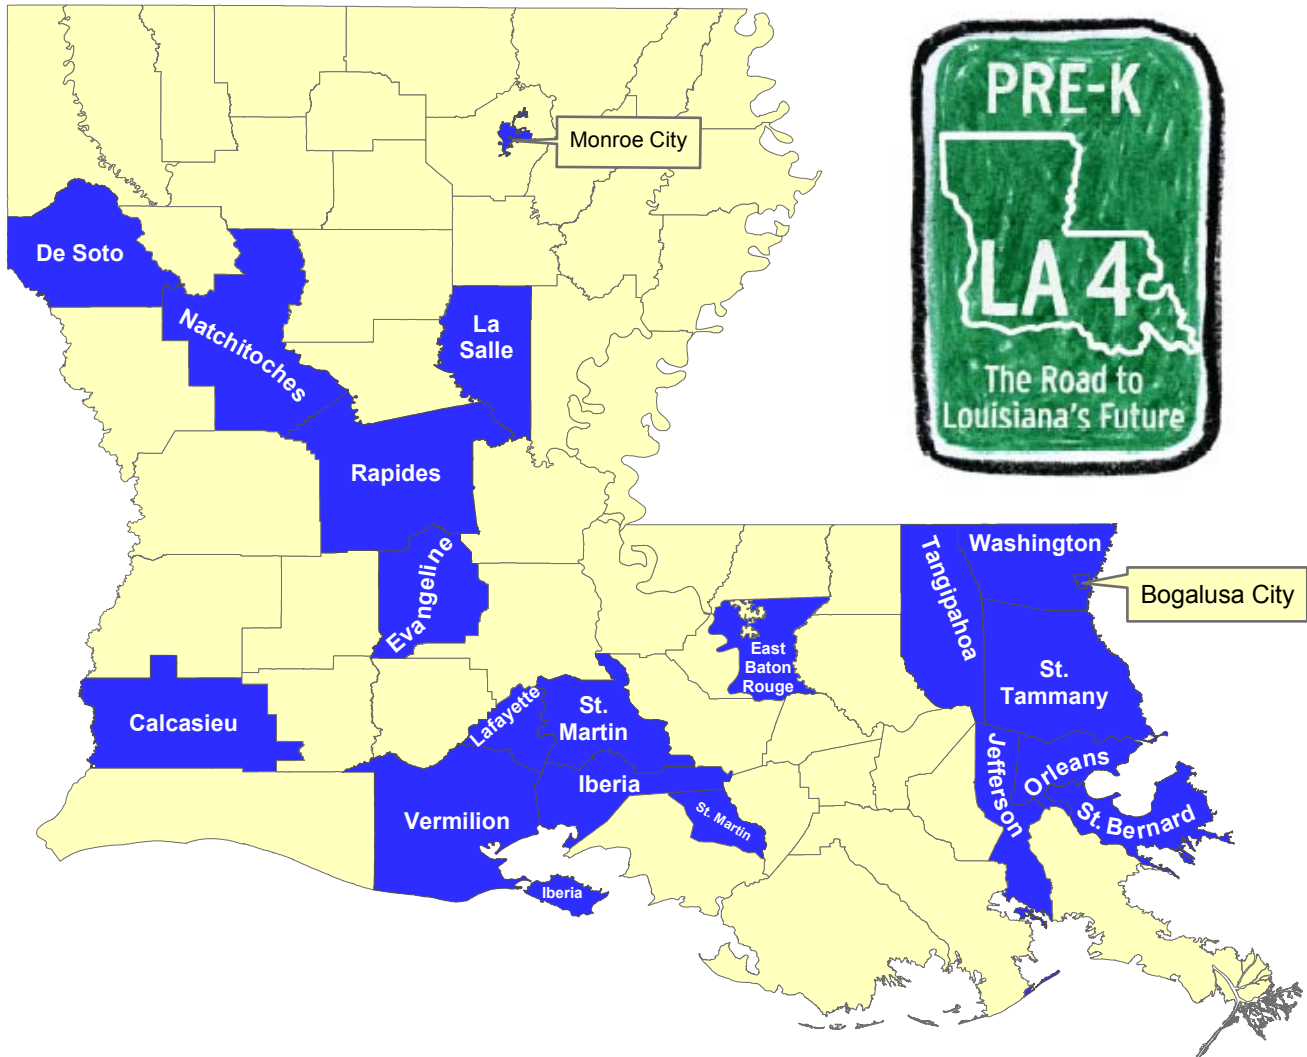 PRE-K
LA 4
The Road to
Louisiana's Future
Monroe City
De Soto
Natchitoches
La
Salle
Rapides
Evangeline
Calcasieu
Lafayette
St.
Martin
Iberia
Vermilion
St. Martin
Iberia
East
Baton
Rouge
Tangipahoa
Washington
Bogalusa City
St.
Tammany
Jefferson
Orleans
St. Bernard